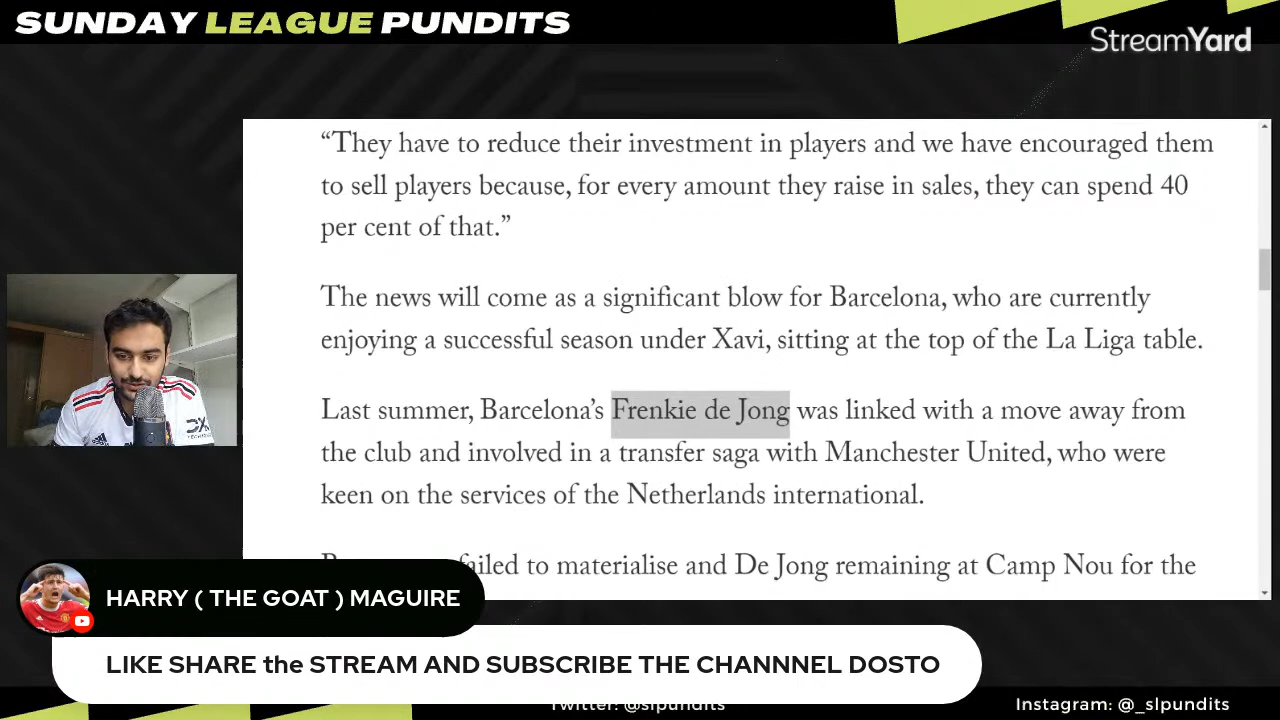 SUNDAY LEAGUE PUNDITS
StreamYard
“They have to reduce their investment in players and we have encouraged them
to sell players because, for every amount they raise in sales, they can spend 40
per cent of that.”
The news will come as a significant blow for Barcelona, who are currently
enjoying a successful season under Xavi, sitting at the top of the La Liga table.
Last summer, Barcelona’s Frenkie de Jong was linked with a move away from
the club and involved in a transfer saga with Manchester United, who were
keen on the services of the Netherlands international.
failed to materialise and De Jong remaining at Camp Nou for the
DX
HARRY ( THE GOAT ) MAGUIRE
LIKE SHARE the STREAM AND SUBSCRIBE THE CHANNNEL DOSTO
Twitter: @slpundits
Instagram: @_slpundits